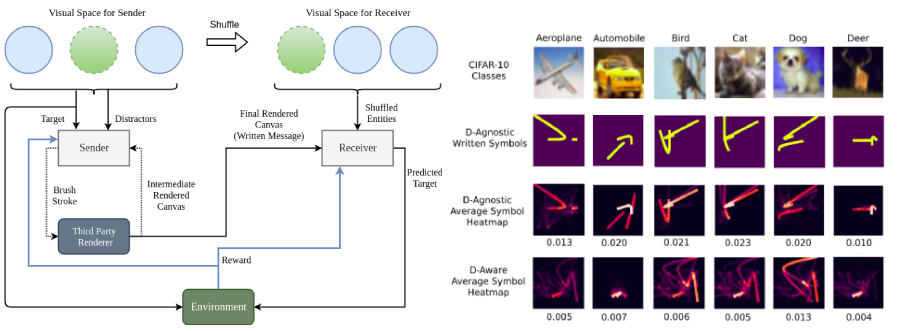 Visual Space for Sender
Shuffle
Visual Space for Receiver
Target
Distractors
Final Rendered
Canvas
(Written Message)
Shuffled
Entities
Sender
Receiver
Brush
Stroke
Intermediate
Rendered
Canvas
Predicted
Target
Third Party
Renderer
Reward
Environment
Aeroplane Automobile Bird Cat Dog Deer
CIFAR-10
Classes
D-Agnostic
Written Symbols
D-Agnostic
Average Symbol
Heatmap
0.013 0.020 0.021 0.023 0.020 0.010
D-Aware
Average Symbol
Heatmap
0.005 0.007 0.006 0.005 0.013 0.004